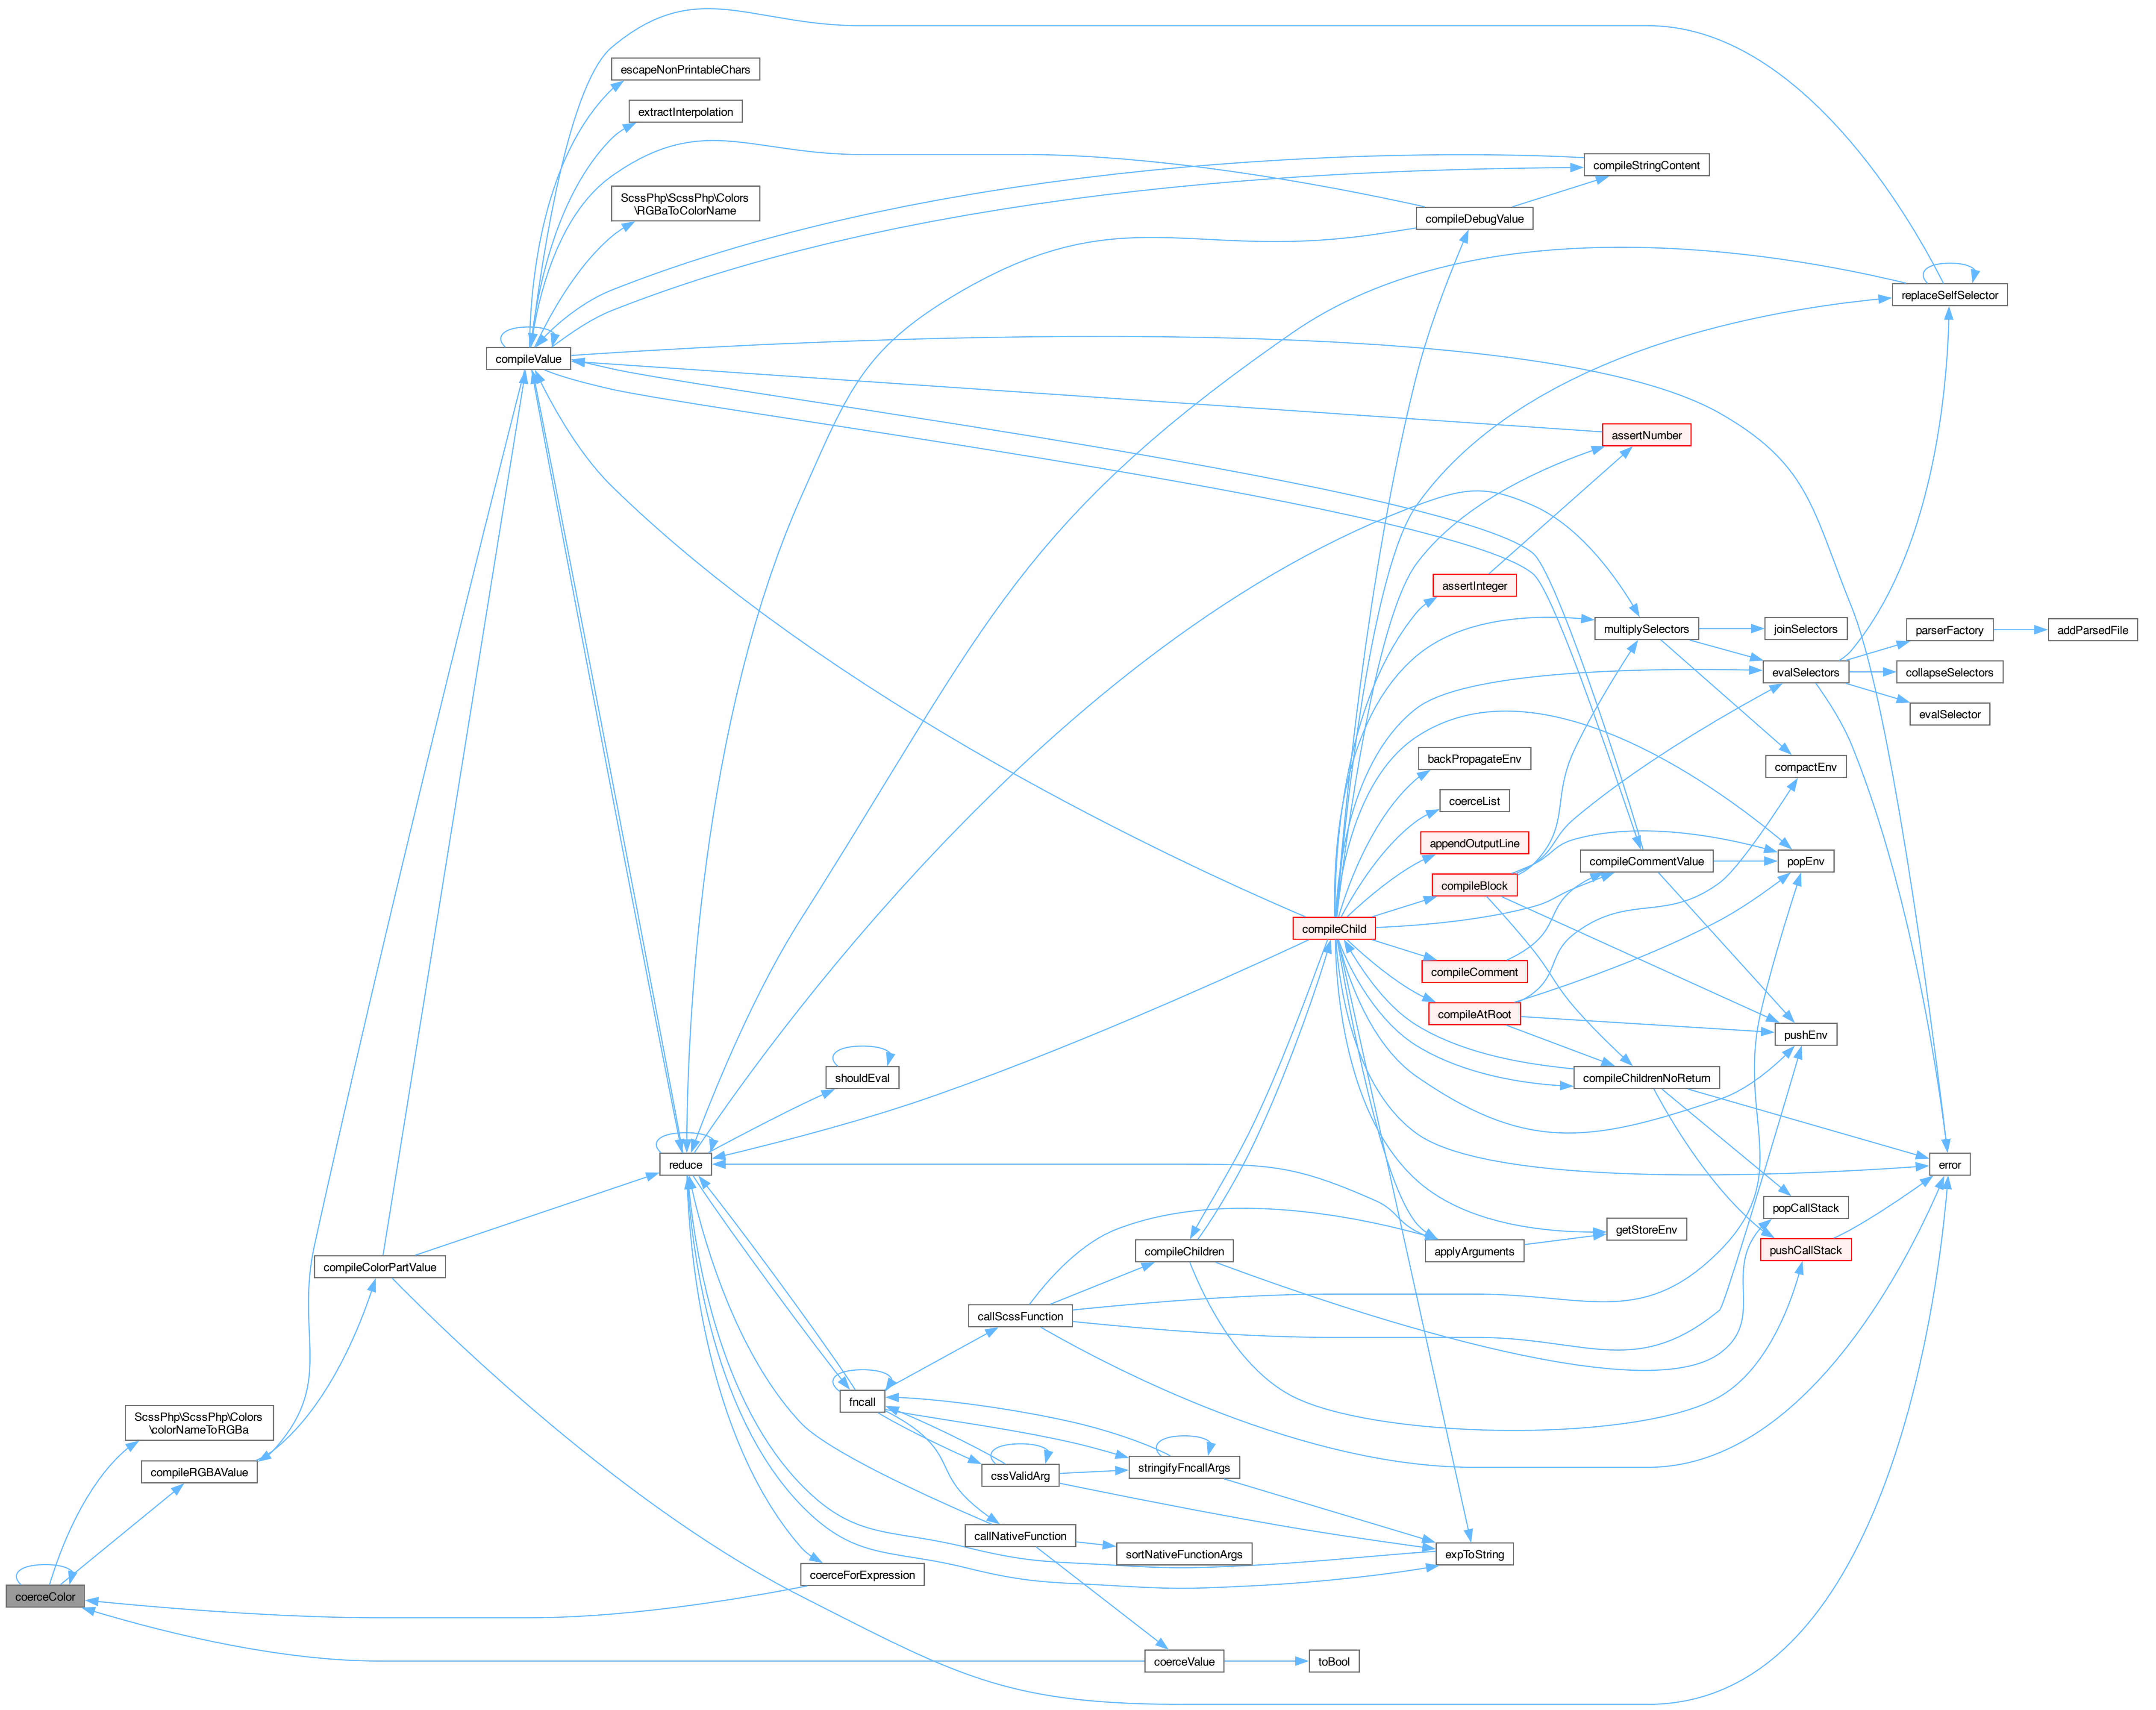 escapeNonPrintableChars
extractInterpolation
compileStringContent
ScssPhp\ScssPhp\Colors
\RGBaToColorName
compileDebugValue
replaceSelfSelector
compileValue
assertNumber
assertInteger
multiplySelectors
joinSelectors
parserFactory
addParsedFile
evalSelectors
collapseSelectors
evalSelector
backPropagateEnv
compactEnv
coerceList
appendOutputLine
compileCommentValue
popEnv
compileBlock
compileChild
compileComment
compileAtRoot
pushEnv
shouldEval
compileChildrenNoReturn
reduce
error
popCallStack
getStoreEnv
compileChildren
applyArguments
pushCallStack
compileColorPartValue
callScssFunction
fncall
ScssPhp\ScssPhp\Colors
\colorNameToRGBa
compileRGBAValue
cssValidArg
stringifyFncallArgs
callNativeFunction
sortNativeFunctionArgs
expToString
coerceForExpression
coerceColor
coerceValue
toBool